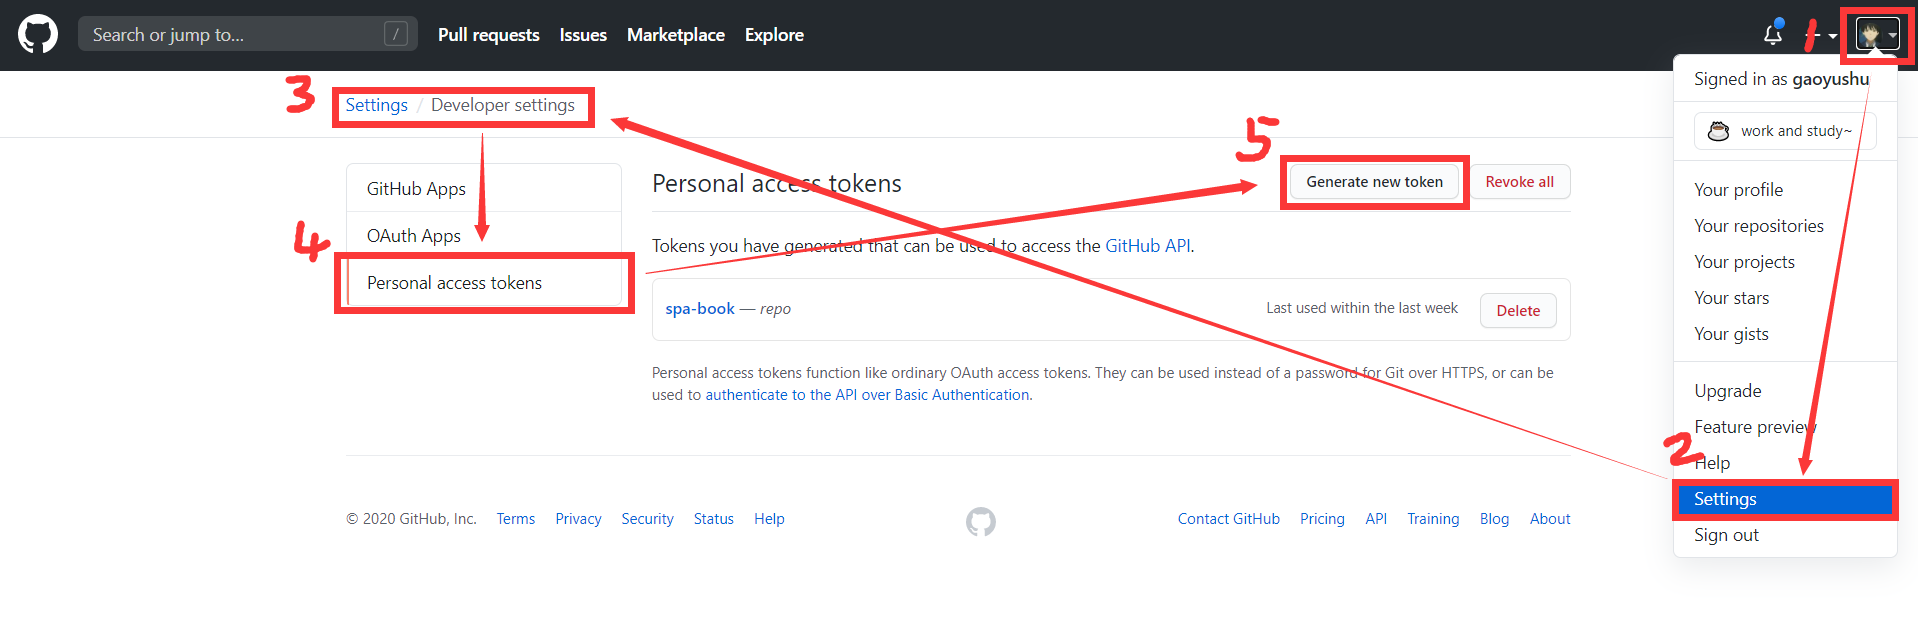 Search or jump to... /
Pull requests Issues Marketplace Explore
1
Signed in as gaoyushu
work and study~
Your profile
Your repositories
Your projects
Your stars
Your gists
Upgrade
Feature preview
Help
2
Settings
Sign out
3
Settings / Developer settings
GitHub Apps
OAuth Apps
4
Personal access tokens
Personal access tokens
5
Generate new token
Revoke all
Tokens you have generated that can be used to access the GitHub API.
spa-book — repo
Last used within the last week
Delete
Personal access tokens function like ordinary OAuth access tokens. They can be used instead of a password for Git over HTTPS, or can be
used to authenticate to the API over Basic Authentication.
© 2020 GitHub, Inc. Terms Privacy Security Status Help
Contact GitHub Pricing API Training Blog About